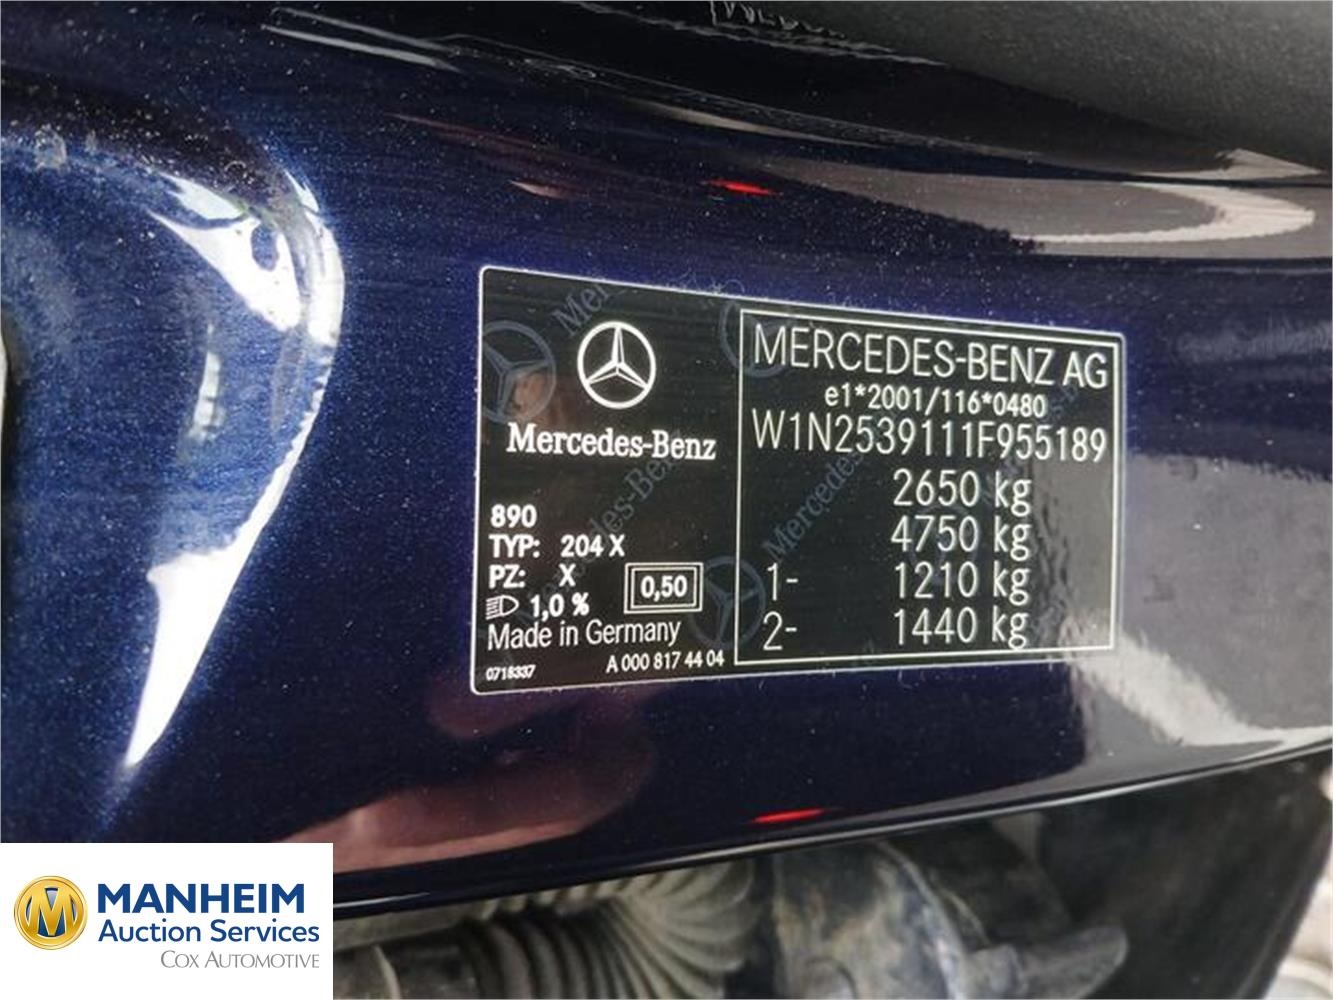 Mercedes-Benz
890
TYP: 204 X
PZ: X
0,50
1,0 %
Made in Germany
0718337 A 000 817 44 04
MERCEDES-BENZ AG
e1*2001/116*0480
W1N2539111F955189
2650 kg
4750 kg
1- 1210 kg
2- 1440 kg
MANHEIM
Auction Services
COX AUTOMOTIVE